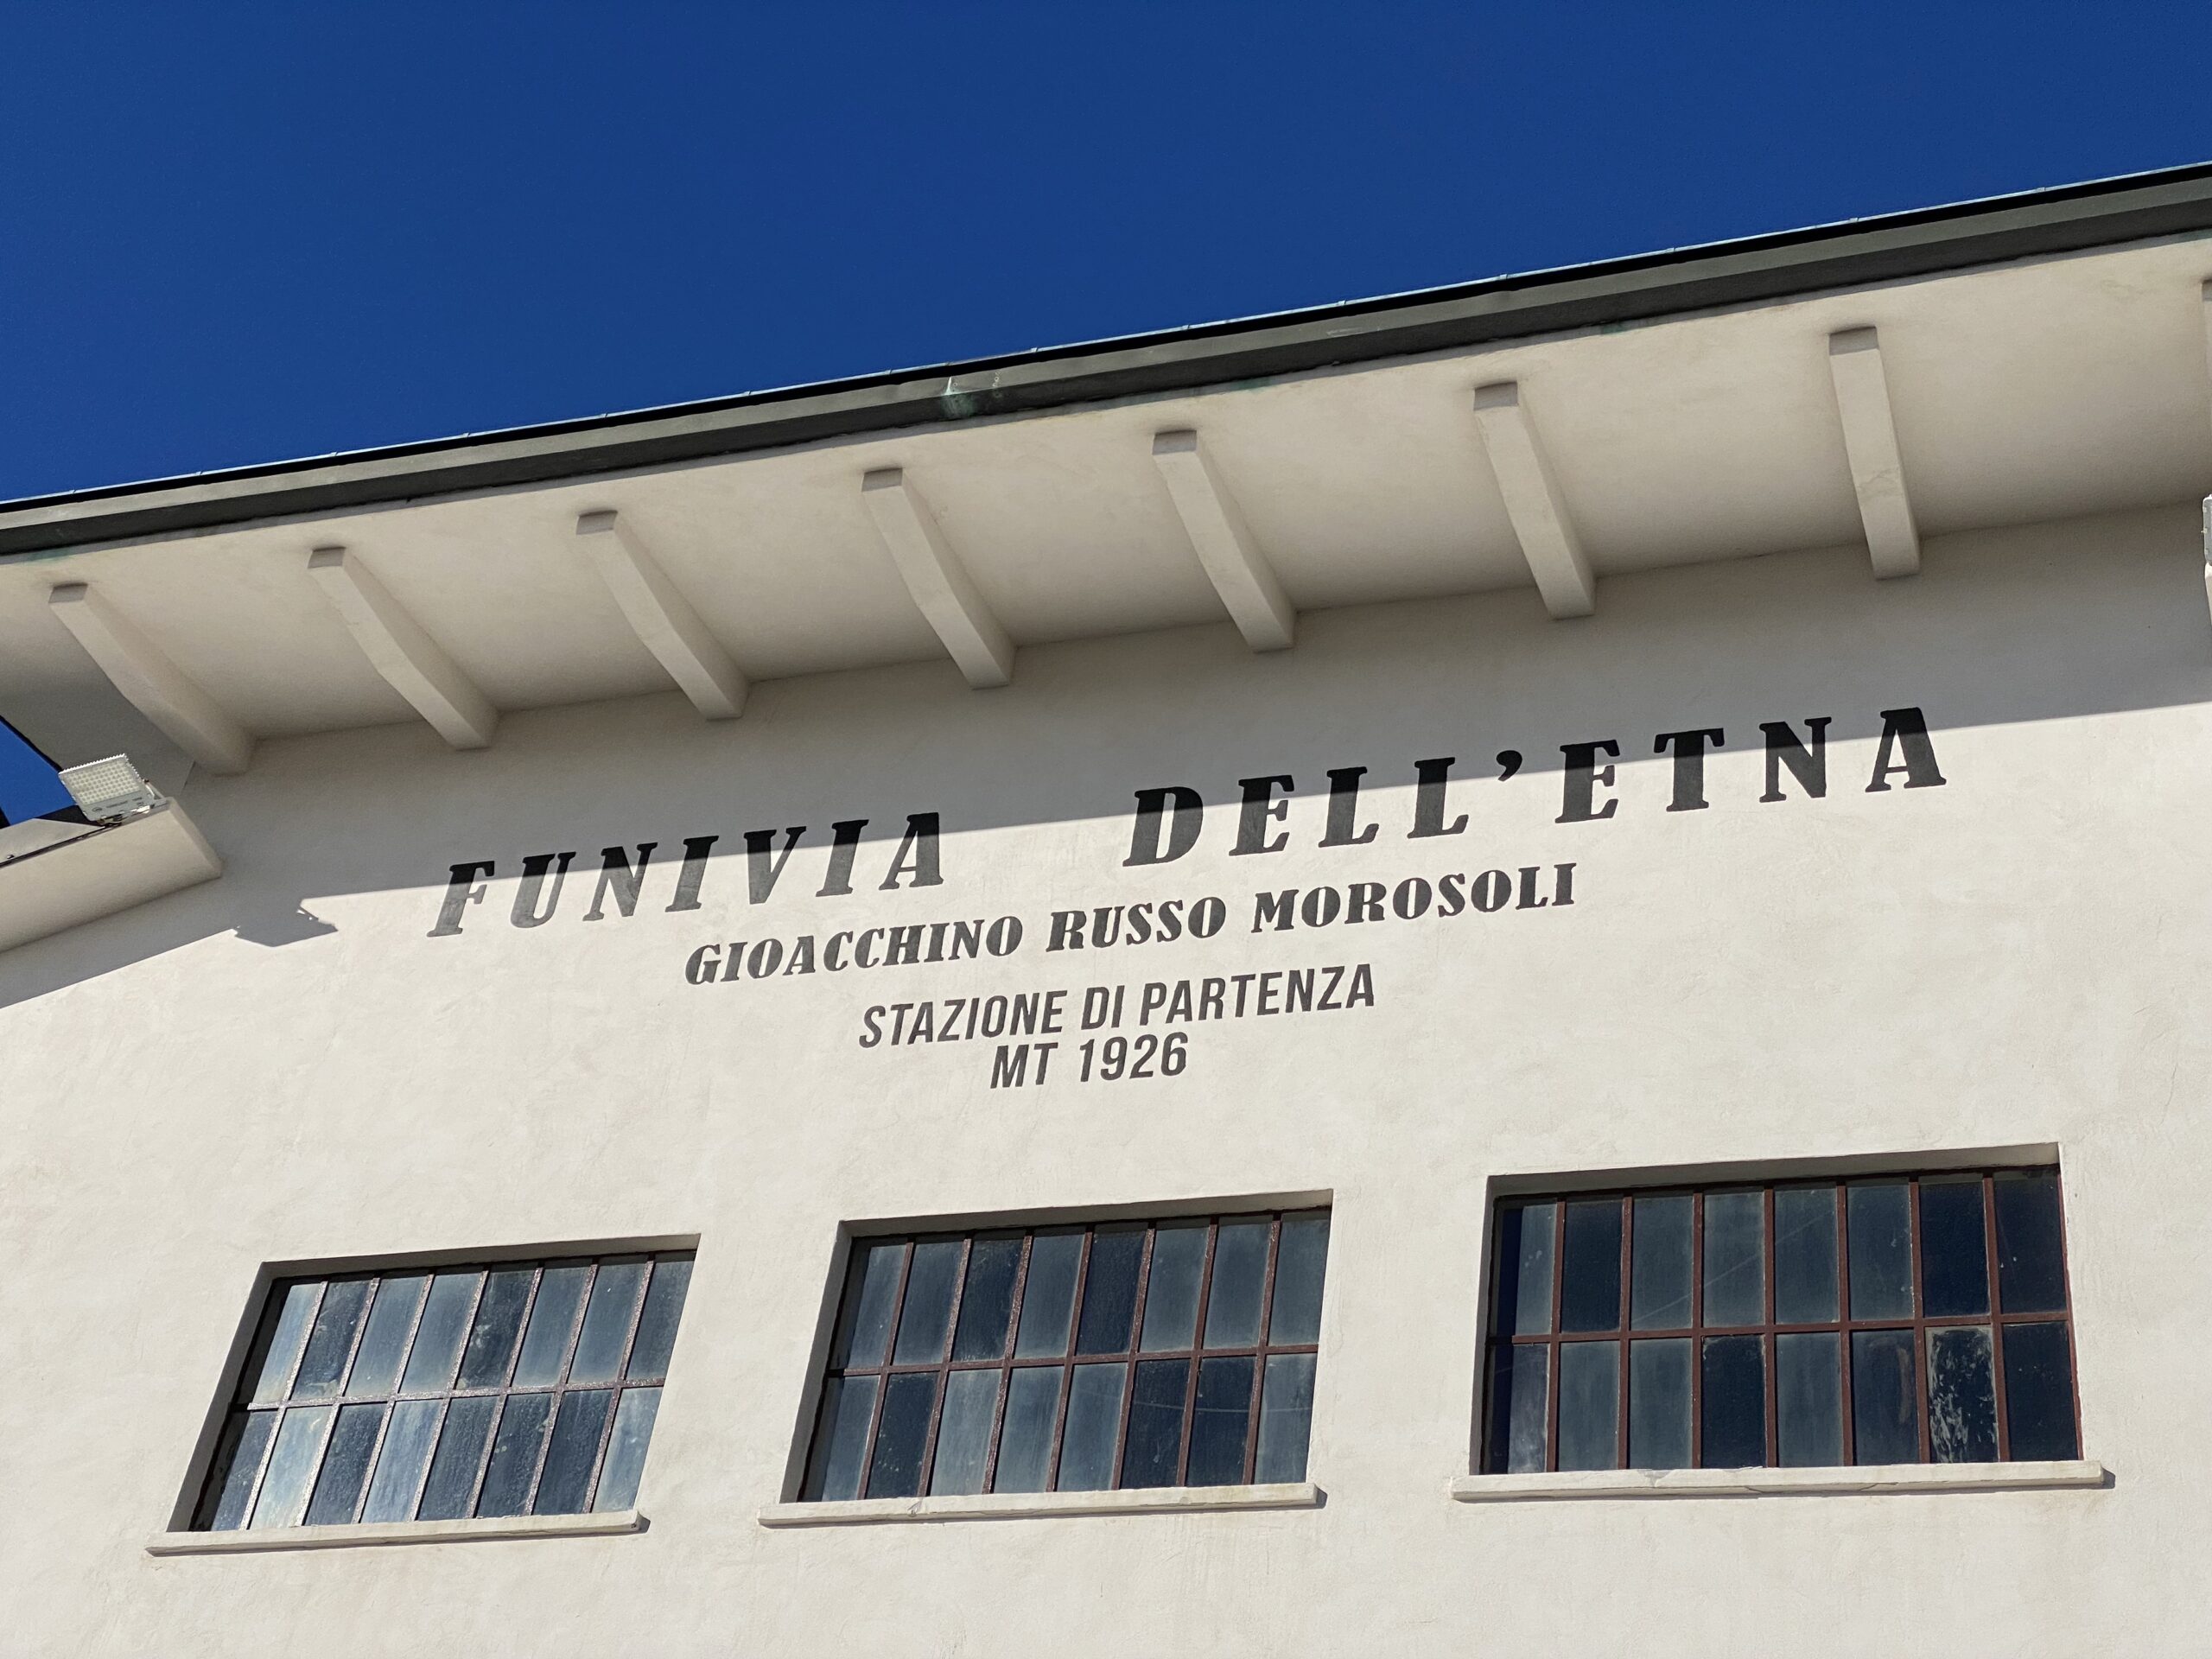 FUNIVIA DELL'ETNA
GIOACCHINO RUSSO MOROSOLI
STAZIONE DI PARTENZA
MT 1926